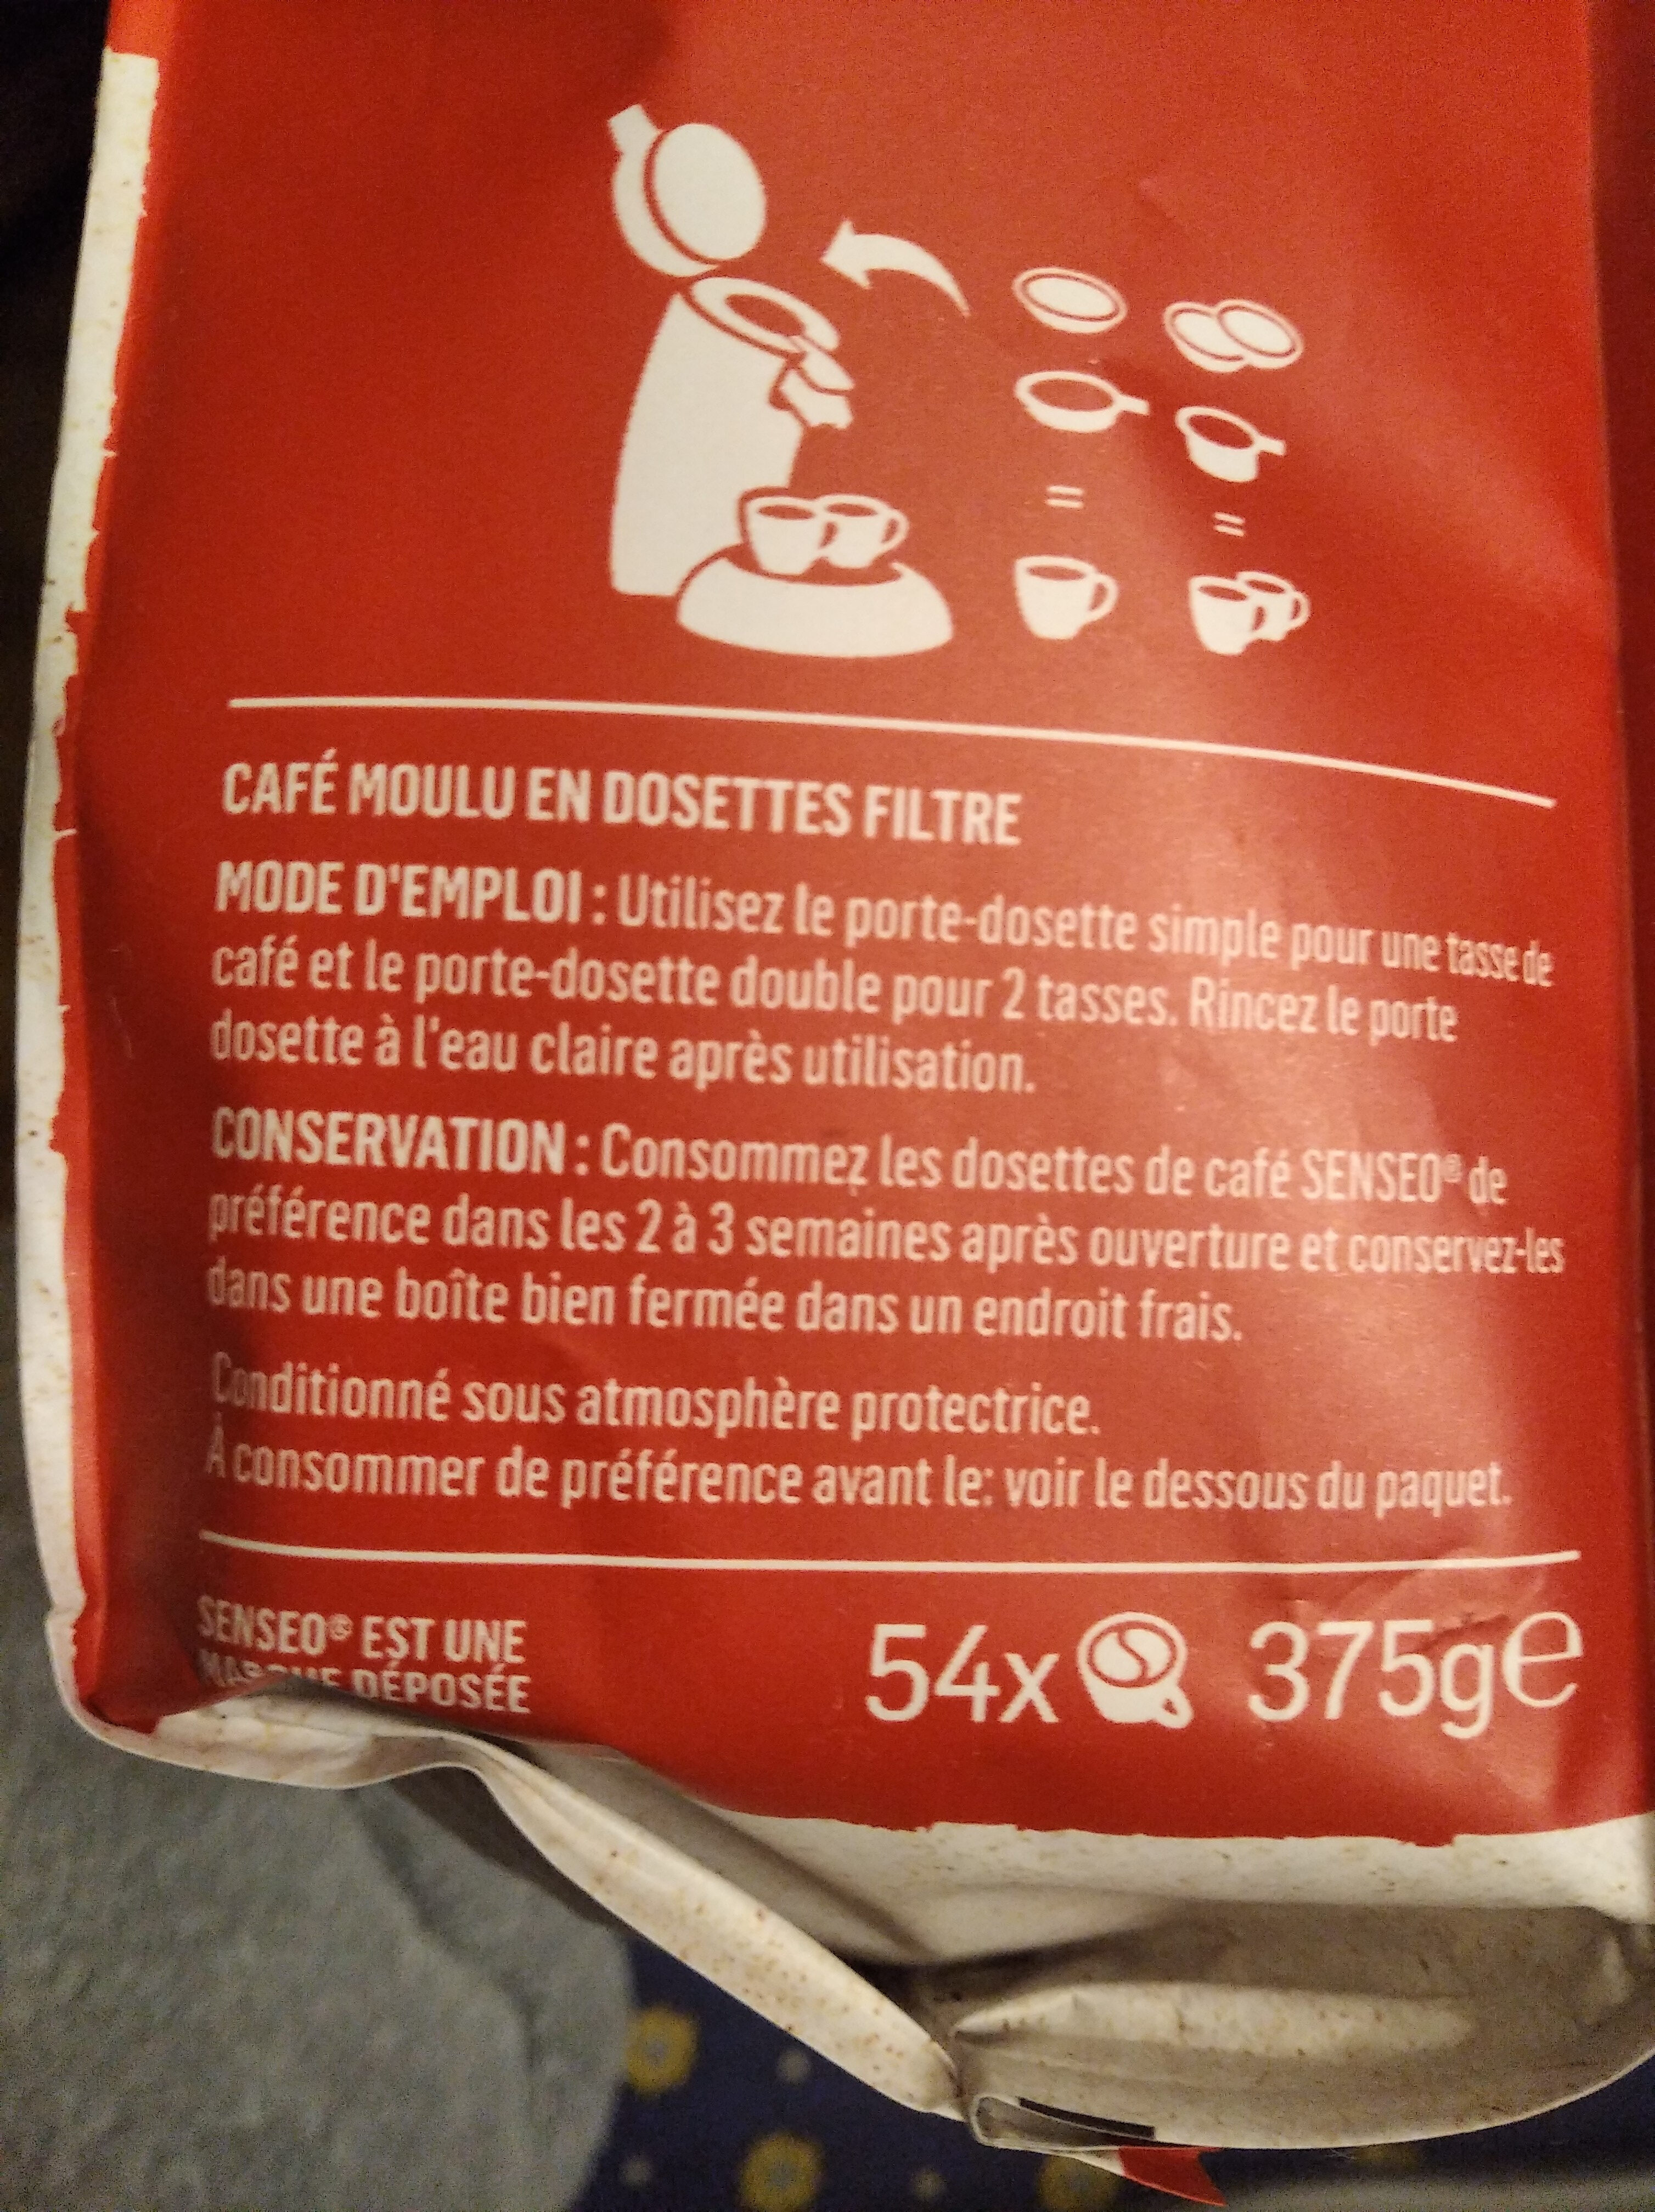 CAFÉ MOULU EN DOSETTES FILTRE
MODE D'EMPLOI : Utilisez le porte-dosette simple pour une tasse de
café et le porte-dosette double pour 2 tasses. Rincez le porte
dosette à l'eau claire après utilisation.
CONSERVATION : Consommez les dosettes de café SENSEO® de
préférence dans les 2 à 3 semaines après ouverture et conservez-les
dans une boîte bien fermée dans un endroit frais.
Conditionné sous atmosphère protectrice.
À consommer de préférence avant le: voir le dessous du paquet.
SENSEO® EST UNE
MARQUE DÉPOSÉE
54x 375g℮